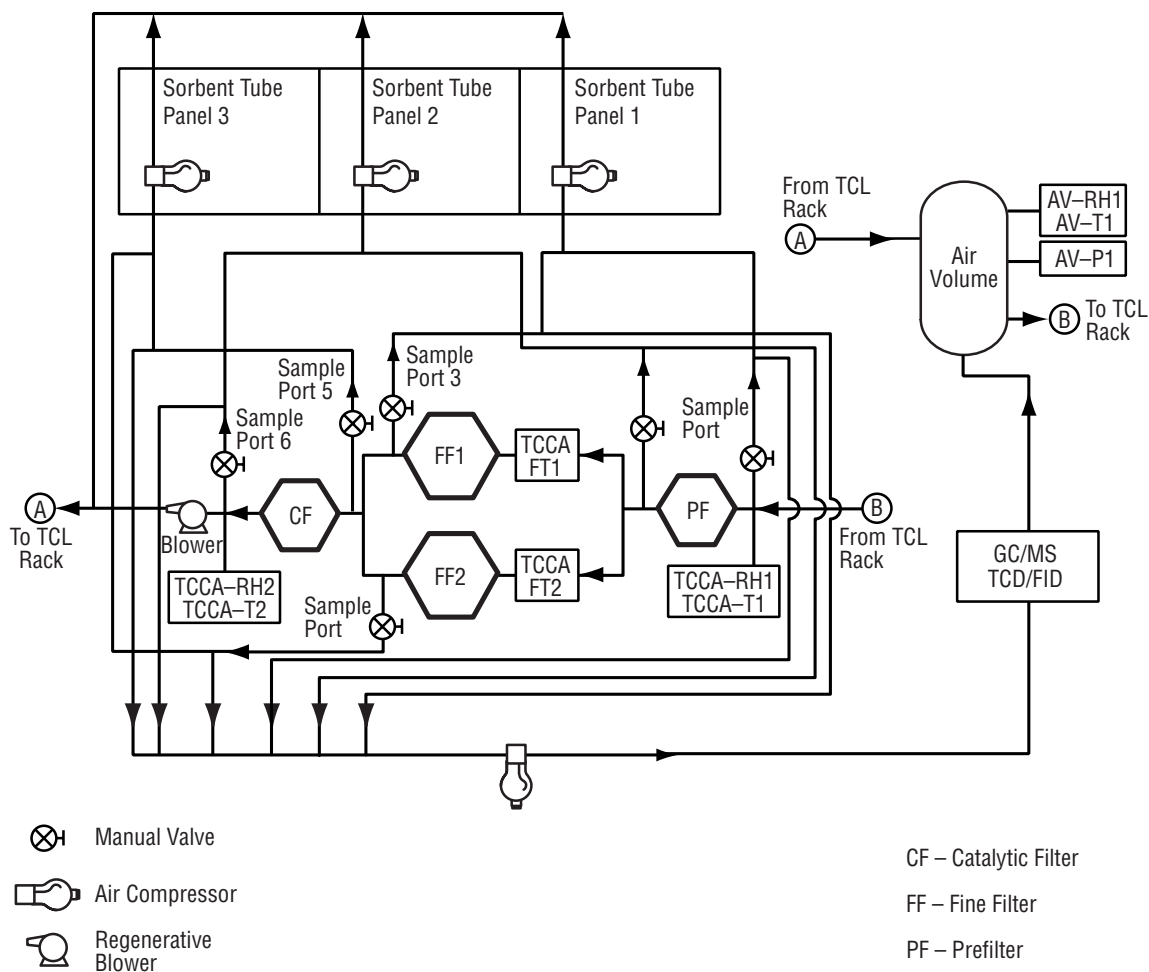 Sorbent Tube
Panel 3
Sorbent Tube
Panel 2
Sorbent Tube
Panel 1
From TCL
Rack
A
Air
Volume
AV–RH1
AV–T1
AV–P1
B
To TCL
Rack
Sample
Port 5
Sample
Port 3
Sample
Port 6
Sample
Port
FF1
TCCA
FT1
A
To TCL
Rack
Blower
CF
PF
B
From TCL
Rack
TCCA–RH2
TCCA–T2
Sample
Port
FF2
TCCA
FT2
TCCA–RH1
TCCA–T1
GC/MS
TCD/FID
Manual Valve
Air Compressor
Regenerative
Blower
CF – Catalytic Filter
FF – Fine Filter
PF – Prefilter